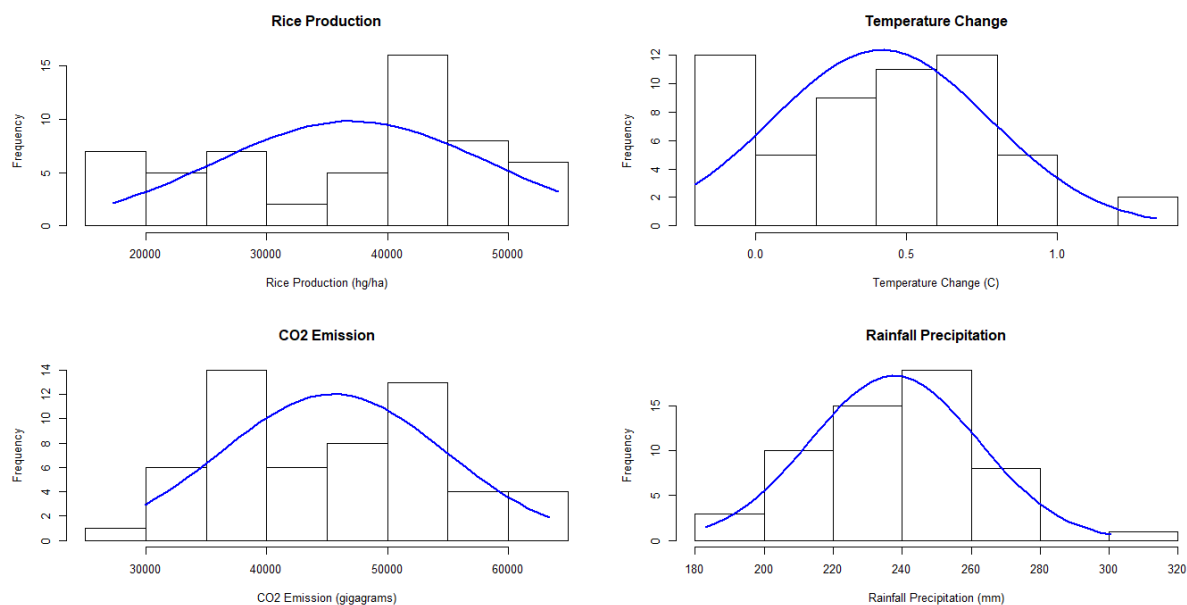 Rice Production
Frequency
0 5 10 15
20000 30000 40000 50000
Rice Production (hg/ha)
Temperature Change
Frequency
0 2 4 6 8 10 12
0.0 0.5 1.0
Temperature Change (C)
CO2 Emission
Frequency
0 2 4 6 8 10 12 14
30000 40000 50000 60000
CO2 Emission (gigagrams)
Rainfall Precipitation
Frequency
0 5 10 15
180 200 220 240 260 280 300 320
Rainfall Precipitation (mm)